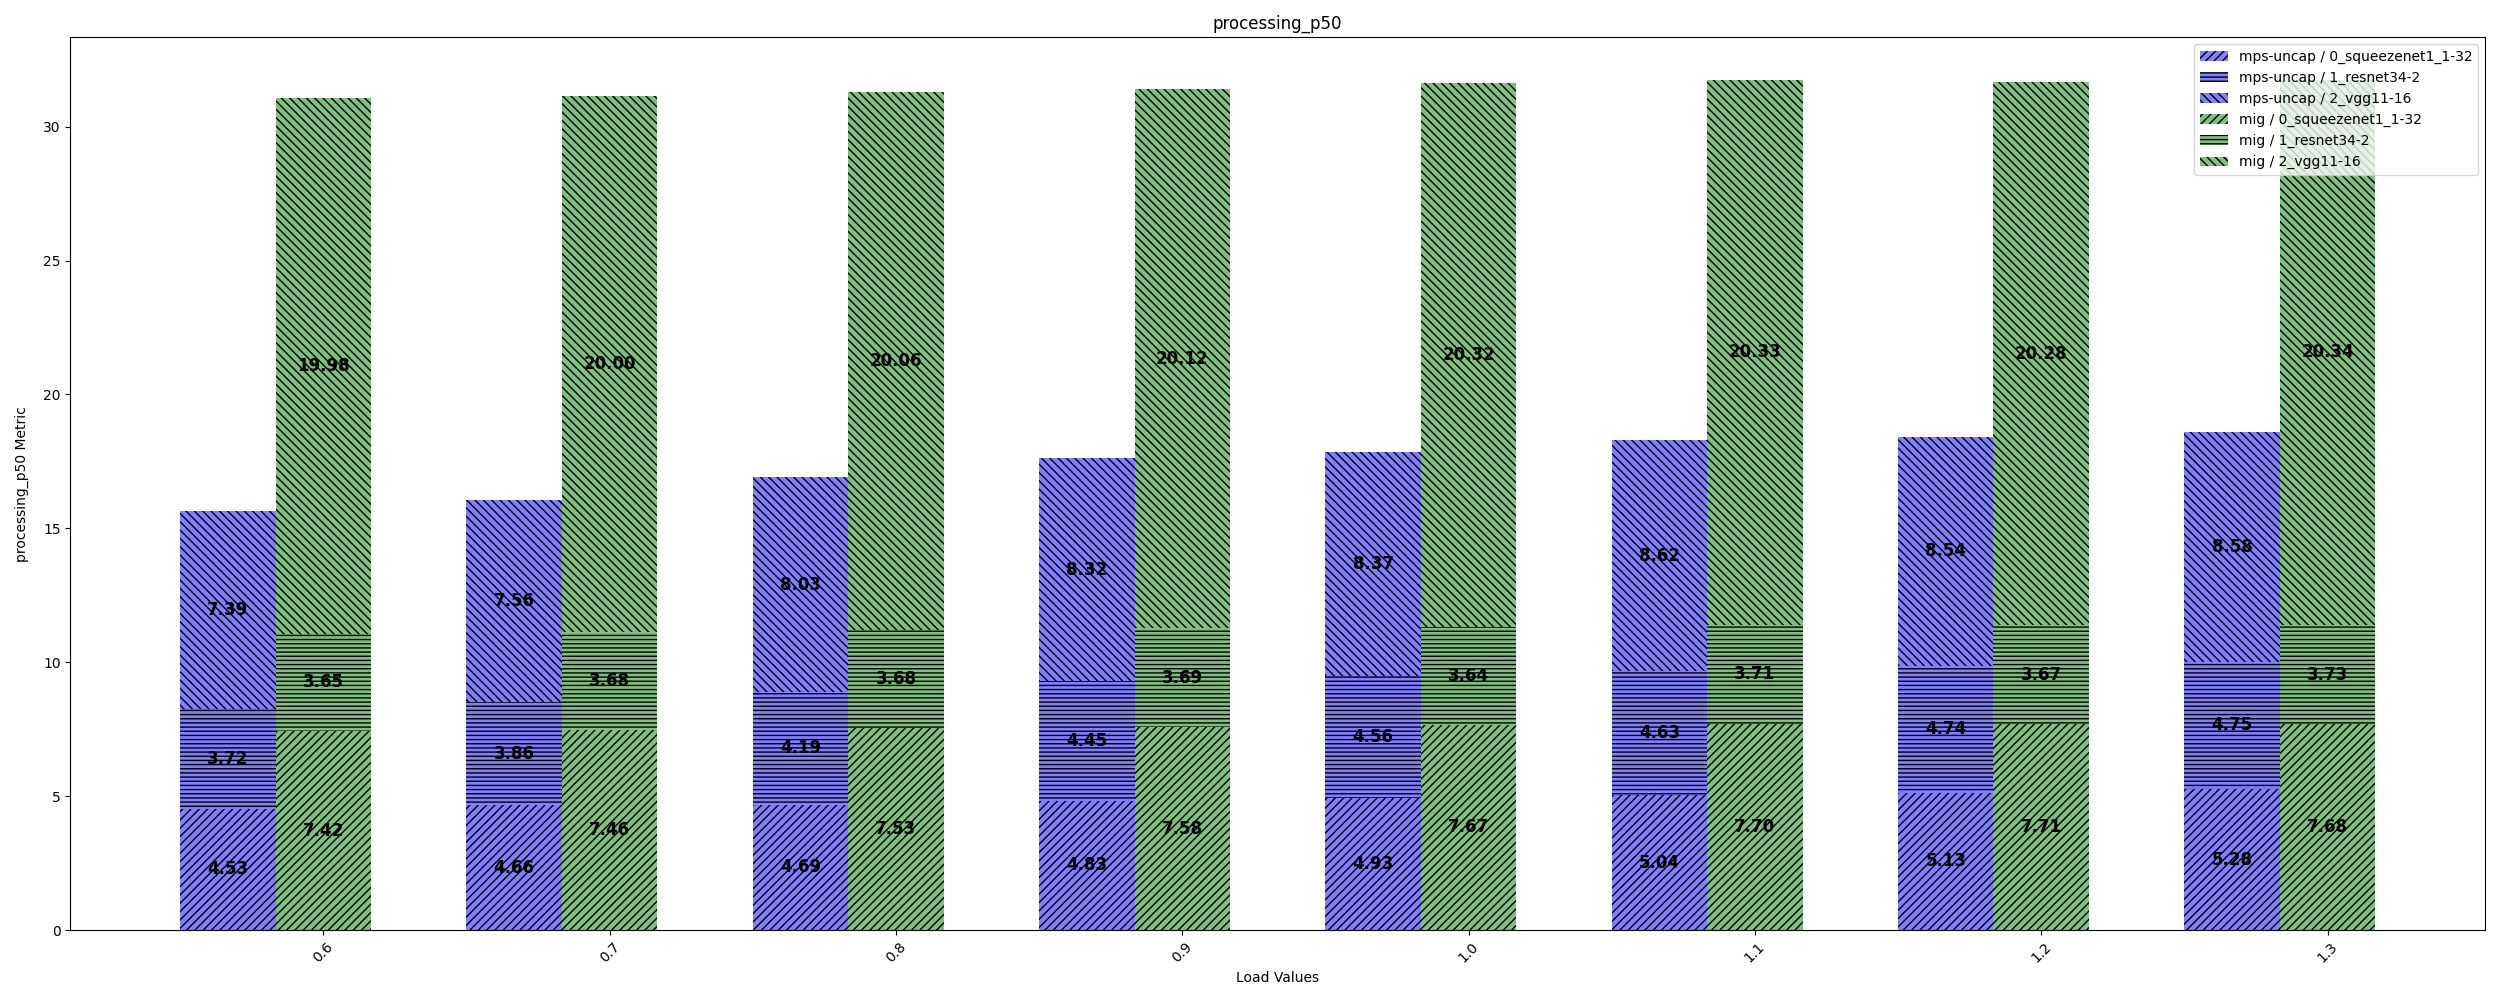 processing_p50
mps-uncap / 0_squeezenet1_1-32
mps-uncap / 1_resnet34-2
mps-uncap / 2_vgg11-16
mig / 0_squeezenet1_1-32
mig / 1_resnet34-2
mig / 2_vgg11-16
processing_p50 Metric
30
25
20
15
10
5
0
19.98 20.00 20.06 20.12 20.32 20.33 20.28 20.34
7.39 7.56 8.03 8.32 8.37 8.62 8.54 8.58
3.65 3.68 3.68 3.69 3.64 3.71 3.67 3.73
3.72 3.86 4.19 4.45 4.56 4.63 4.74 4.75
7.42 7.46 7.53 7.58 7.67 7.70 7.71 7.68
4.53 4.66 4.69 4.83 4.93 5.04 5.13 5.28
0.6 0.7 0.8 0.9 1.0 1.1 1.2 1.3
Load Values